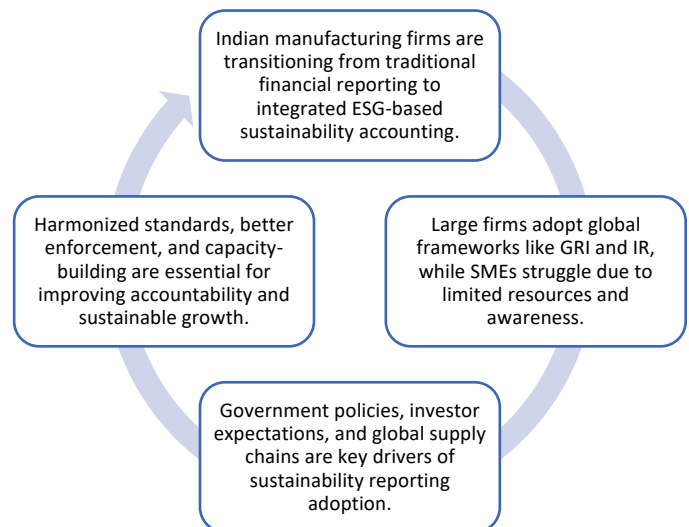 Indian manufacturing firms are
transitioning from traditional
financial reporting to
integrated ESG-based
sustainability accounting.
Large firms adopt global
frameworks like GRI and IR,
while SMEs struggle due to
limited resources and
awareness.
Government policies, investor
expectations, and global supply
chains are key drivers of
sustainability reporting
adoption.
Harmonized standards, better
enforcement, and capacity-
building are essential for
improving accountability and
sustainable growth.